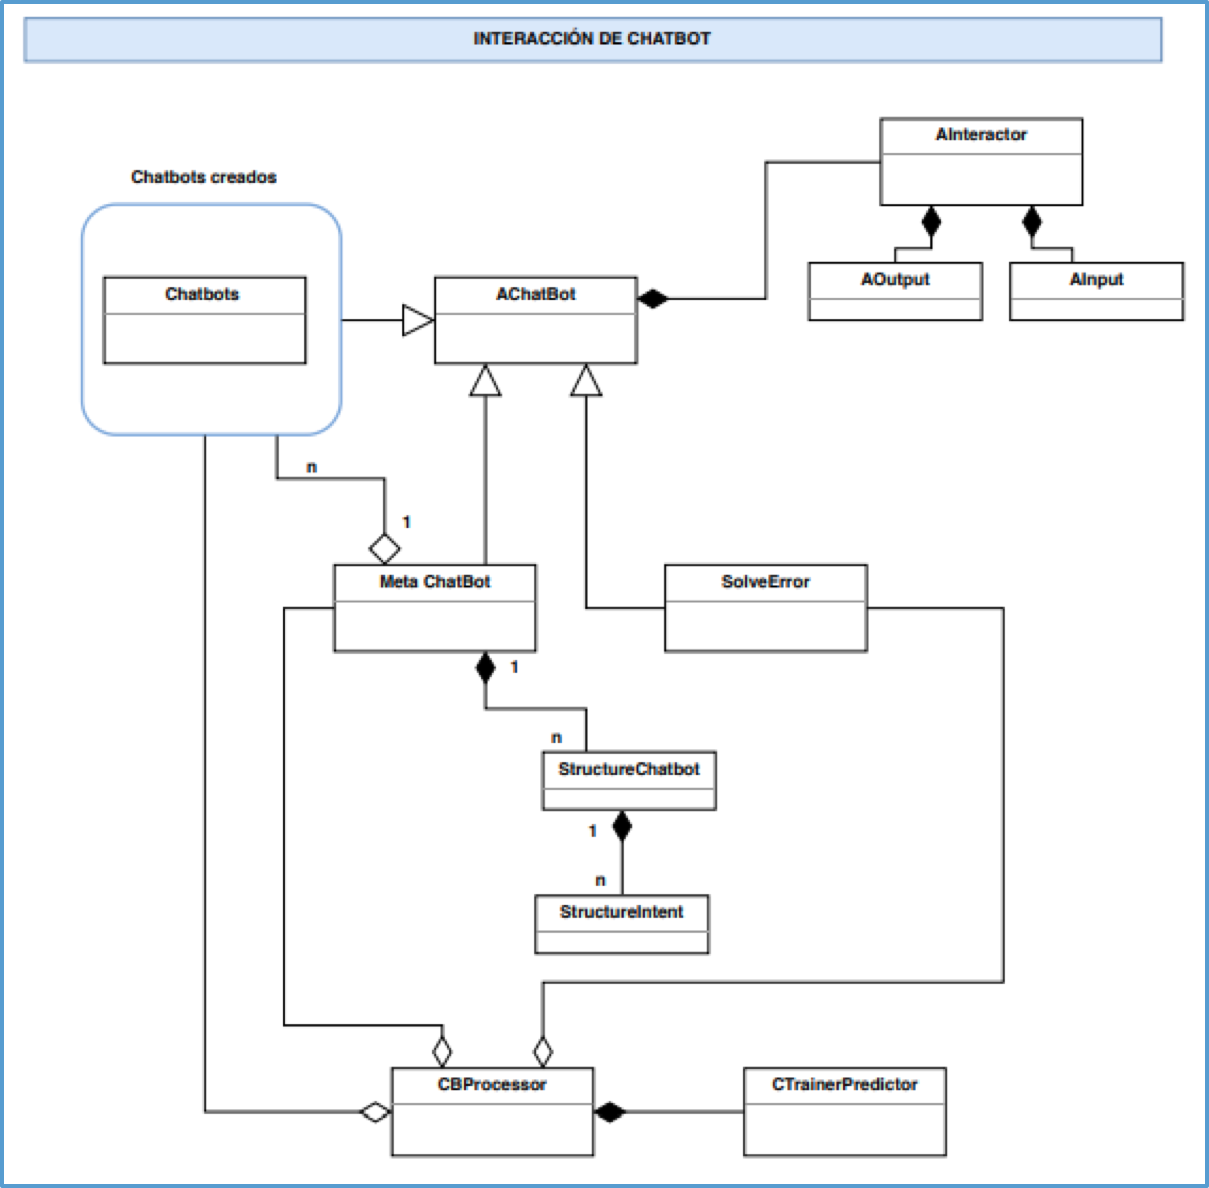 INTERACCIÓN DE CHATBOT
AInteractor
Chatbots creados
AOutput
AInput
Chatbots
AChatBot
n
1
Meta ChatBot
SolveError
1
n
StructureChatbot
1
n
StructureIntent
CBProcessor
CTrainerPredictor